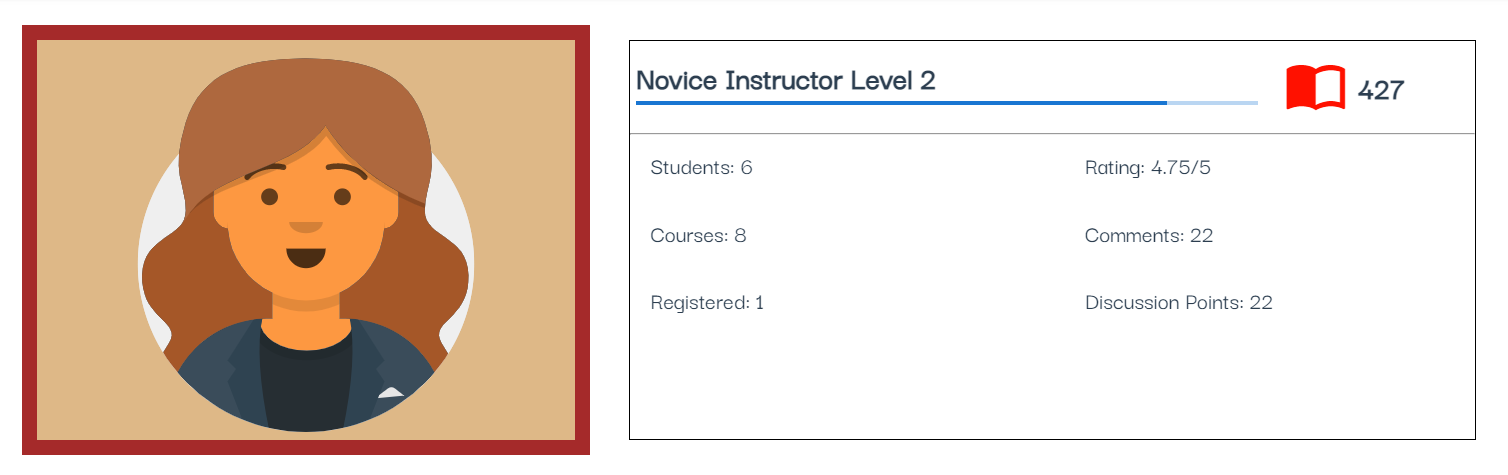 Novice Instructor Level 2
427
Students: 6
Rating: 4.75/5
Courses: 8
Comments: 22
Registered: 1
Discussion Points: 22